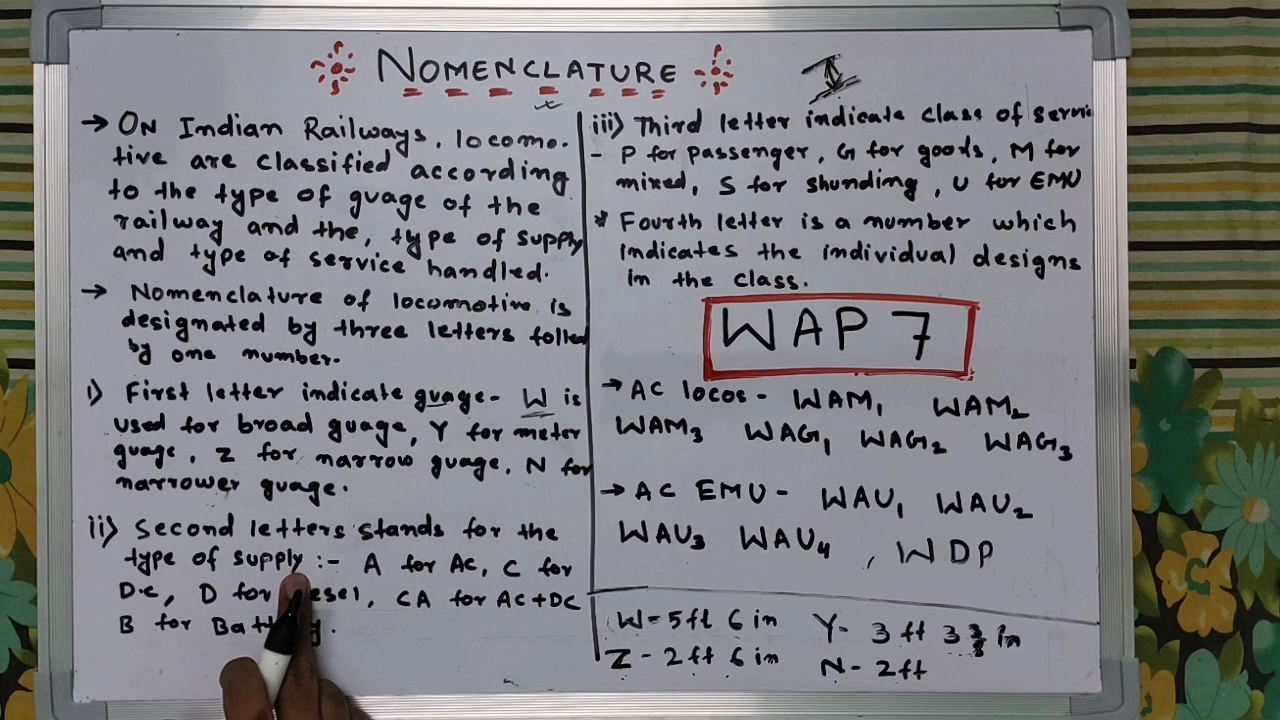 NOMENCLATURE
→ ON Indian Railways, locomo-
tive are classified according
to the type of guage of the
railway and the, type of supply
and type of service handled.
→ Nomenclature of locomotive is
designated by three letters
by one number.
i) First letter indicate guage - W is
used for broad guage, Y for meter
guage, Z for narrow guage, N for
narrower guage.
ii) Second letters stands for the
type of supply :- A for AC, C for
D.C, D for CA for AC+DC
B for
iii) Third letter indicate class of
- P for passenger, G for goods, M for
mixed, S for shunding, U for EMU
* Fourth letter is a number which
indicates the individual designs
in the class.
WAP 7
→ AC locos - WAM1 WAM2
WAM3 WAG1 WAG2 WAG3
→ AC EMU - WAU1 WAU2
WAU3 WAU4 , WDP
W = 5ft 6 in Y - 3 ft 3 3/8 in
Z - 2 ft 6 in N - 2 ft